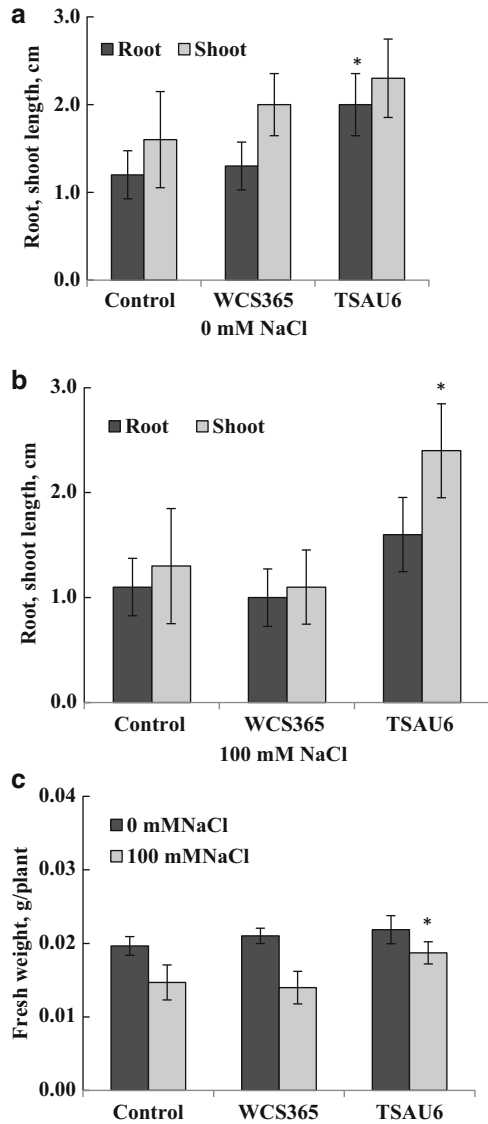 a
3.0
Root Shoot
*
2.0
1.0
0.0
Root, shoot length, cm
Control WCS365 TSAU6
0 mM NaCl
b
3.0
*
Root Shoot
2.0
1.0
0.0
Root, shoot length, cm
Control WCS365 TSAU6
100 mM NaCl
c
0.04
0 mMNaCl
100 mMNaCl
0.03
*
0.02
0.01
0.00
Fresh weight, g/plant
Control WCS365 TSAU6